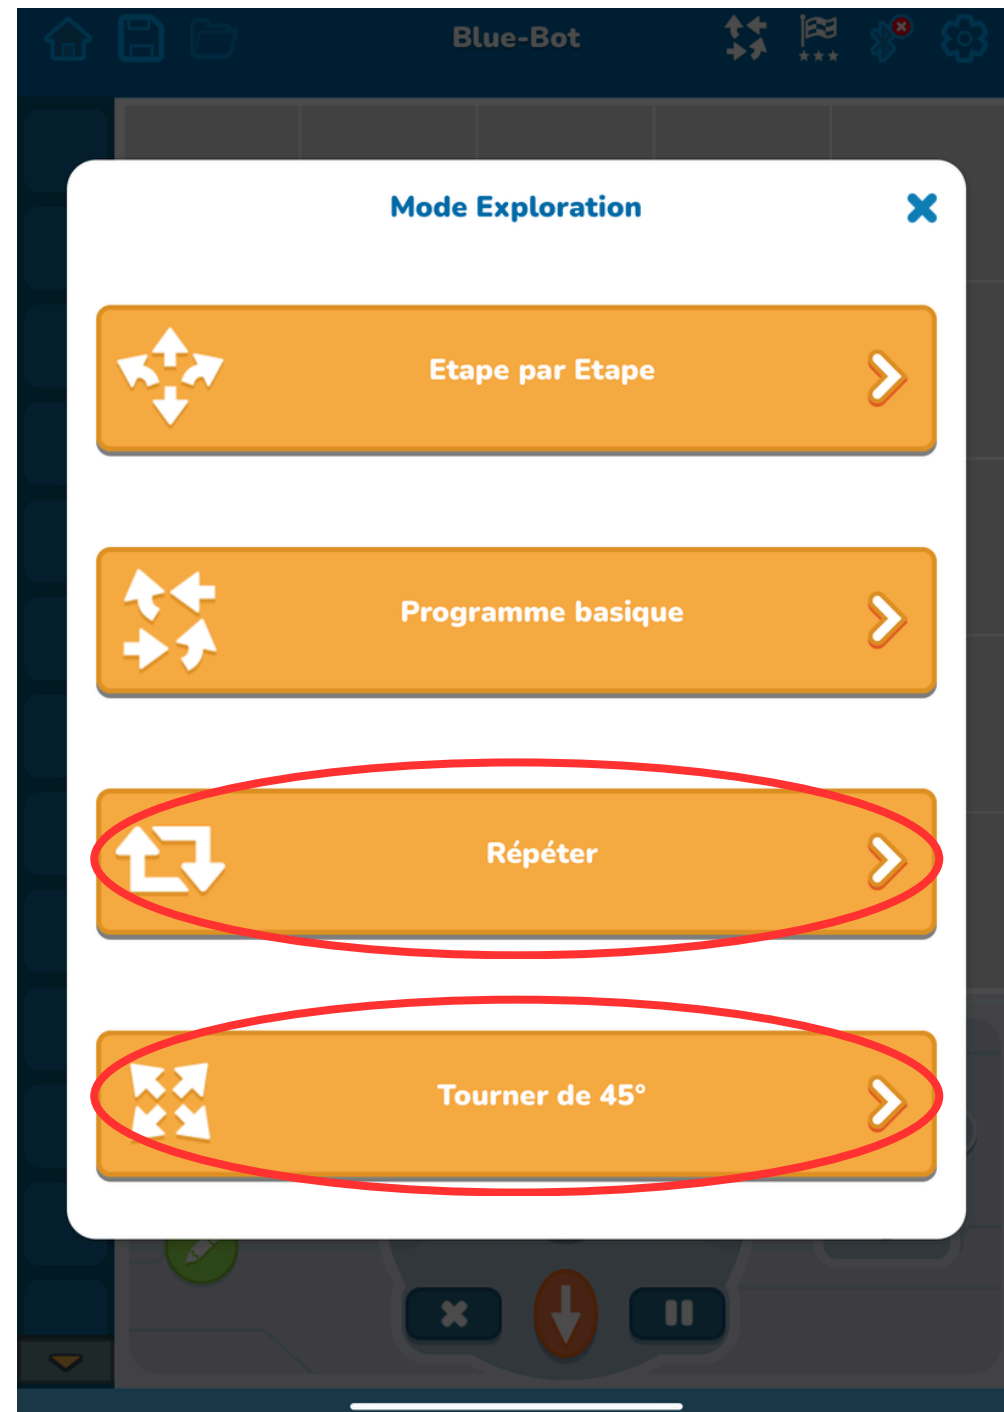 Blue-Bot
Mode Exploration
Etape par Etape
Programme basique
Répéter
Tourner de 45°